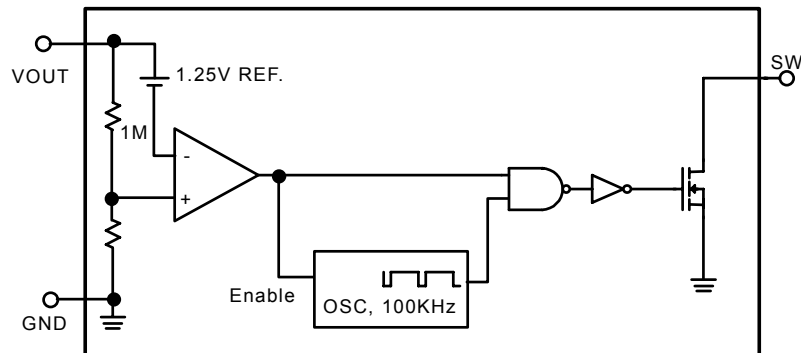 SW
VOUT
1.25V REF.
1M
-
+
Enable
OSC, 100KHz
GND